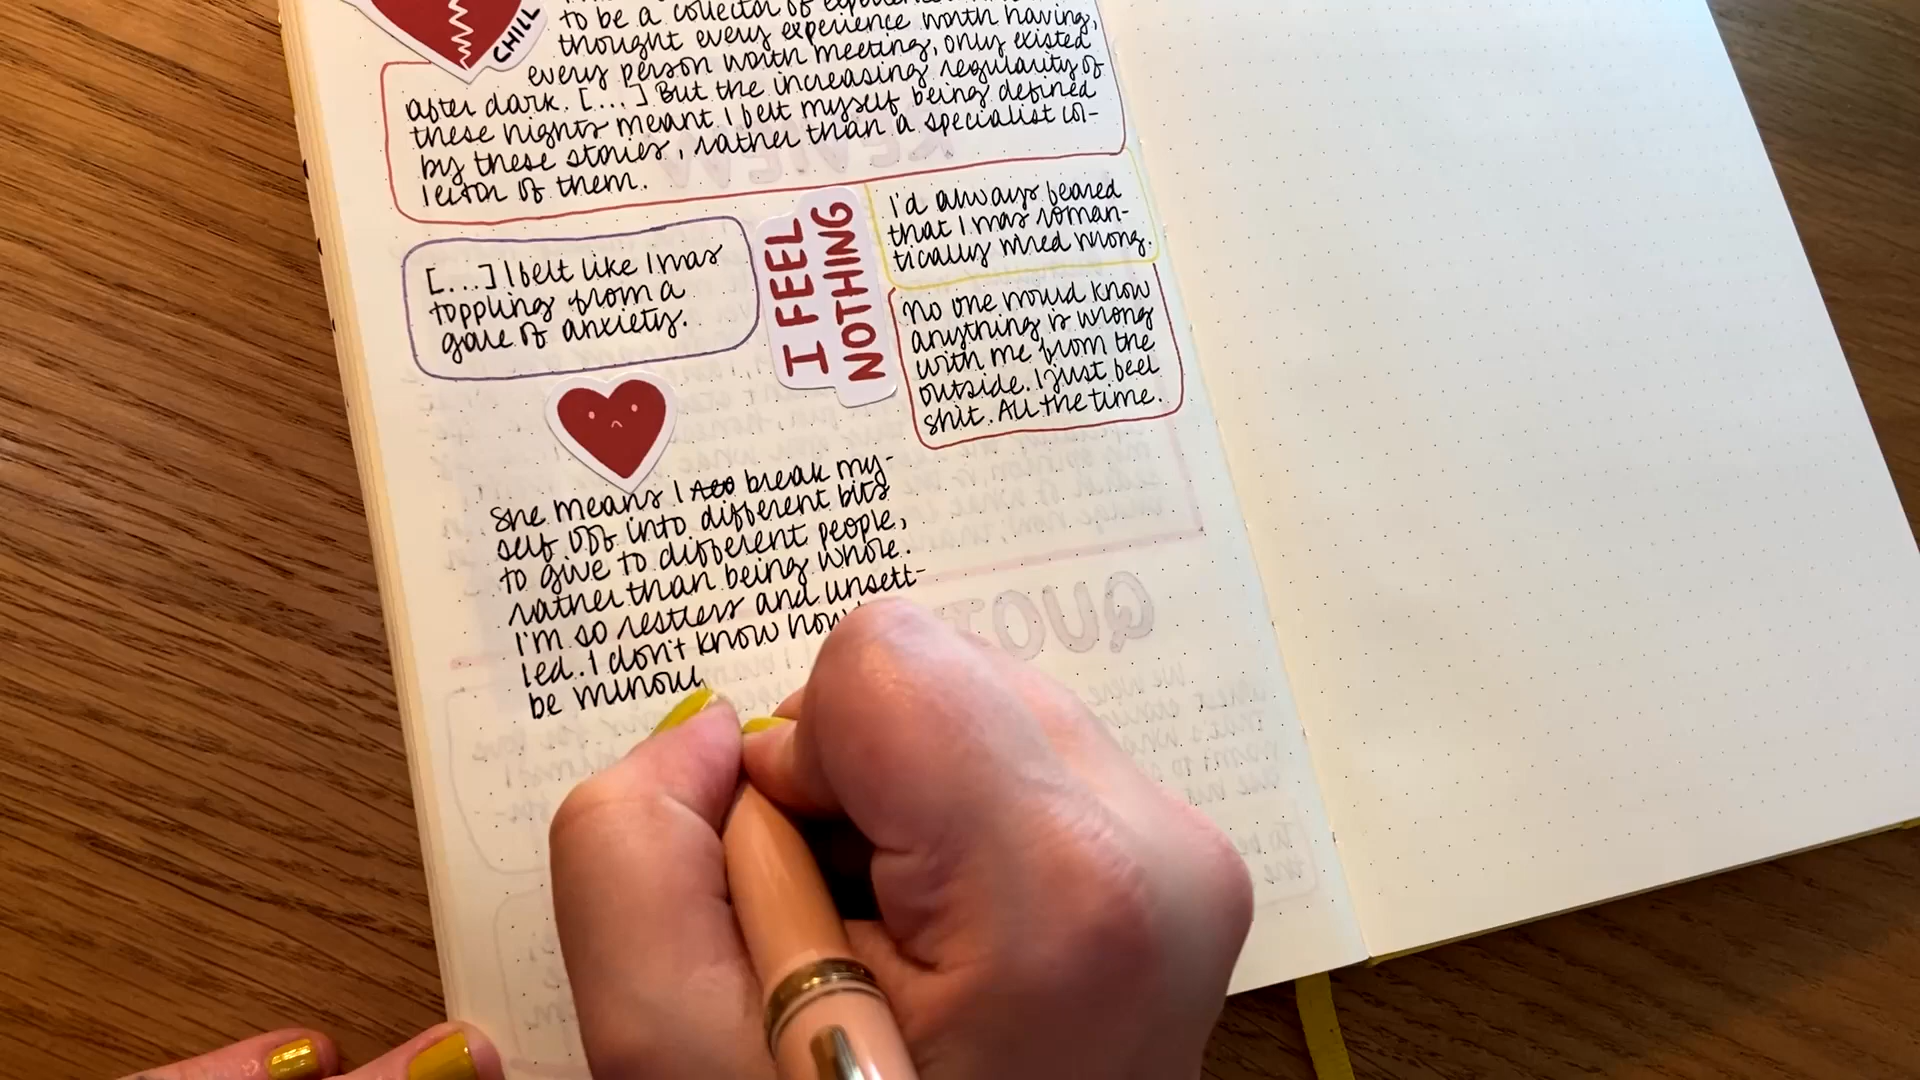 CHILL
to be a collector of
thought every experience worth having,
every person worth meeting, only existed
after dark. [...] But the increasing regularity of
these nights meant I felt myself being defined
by these stories, rather than a specialist col-
lector of them.
[...] I felt like I was
toppling from a
gale of anxiety.
I FEEL
NOTHING
I'd always feared
that I was roman-
tically wired wrong.
No one would know
anything is wrong
with me from the
outside. I just feel
shit. All the time.
She means I break my-
self off into different bits
to give to different people,
rather than being whole.
I'm so restless and unsett-
led. I don't know how
be withou